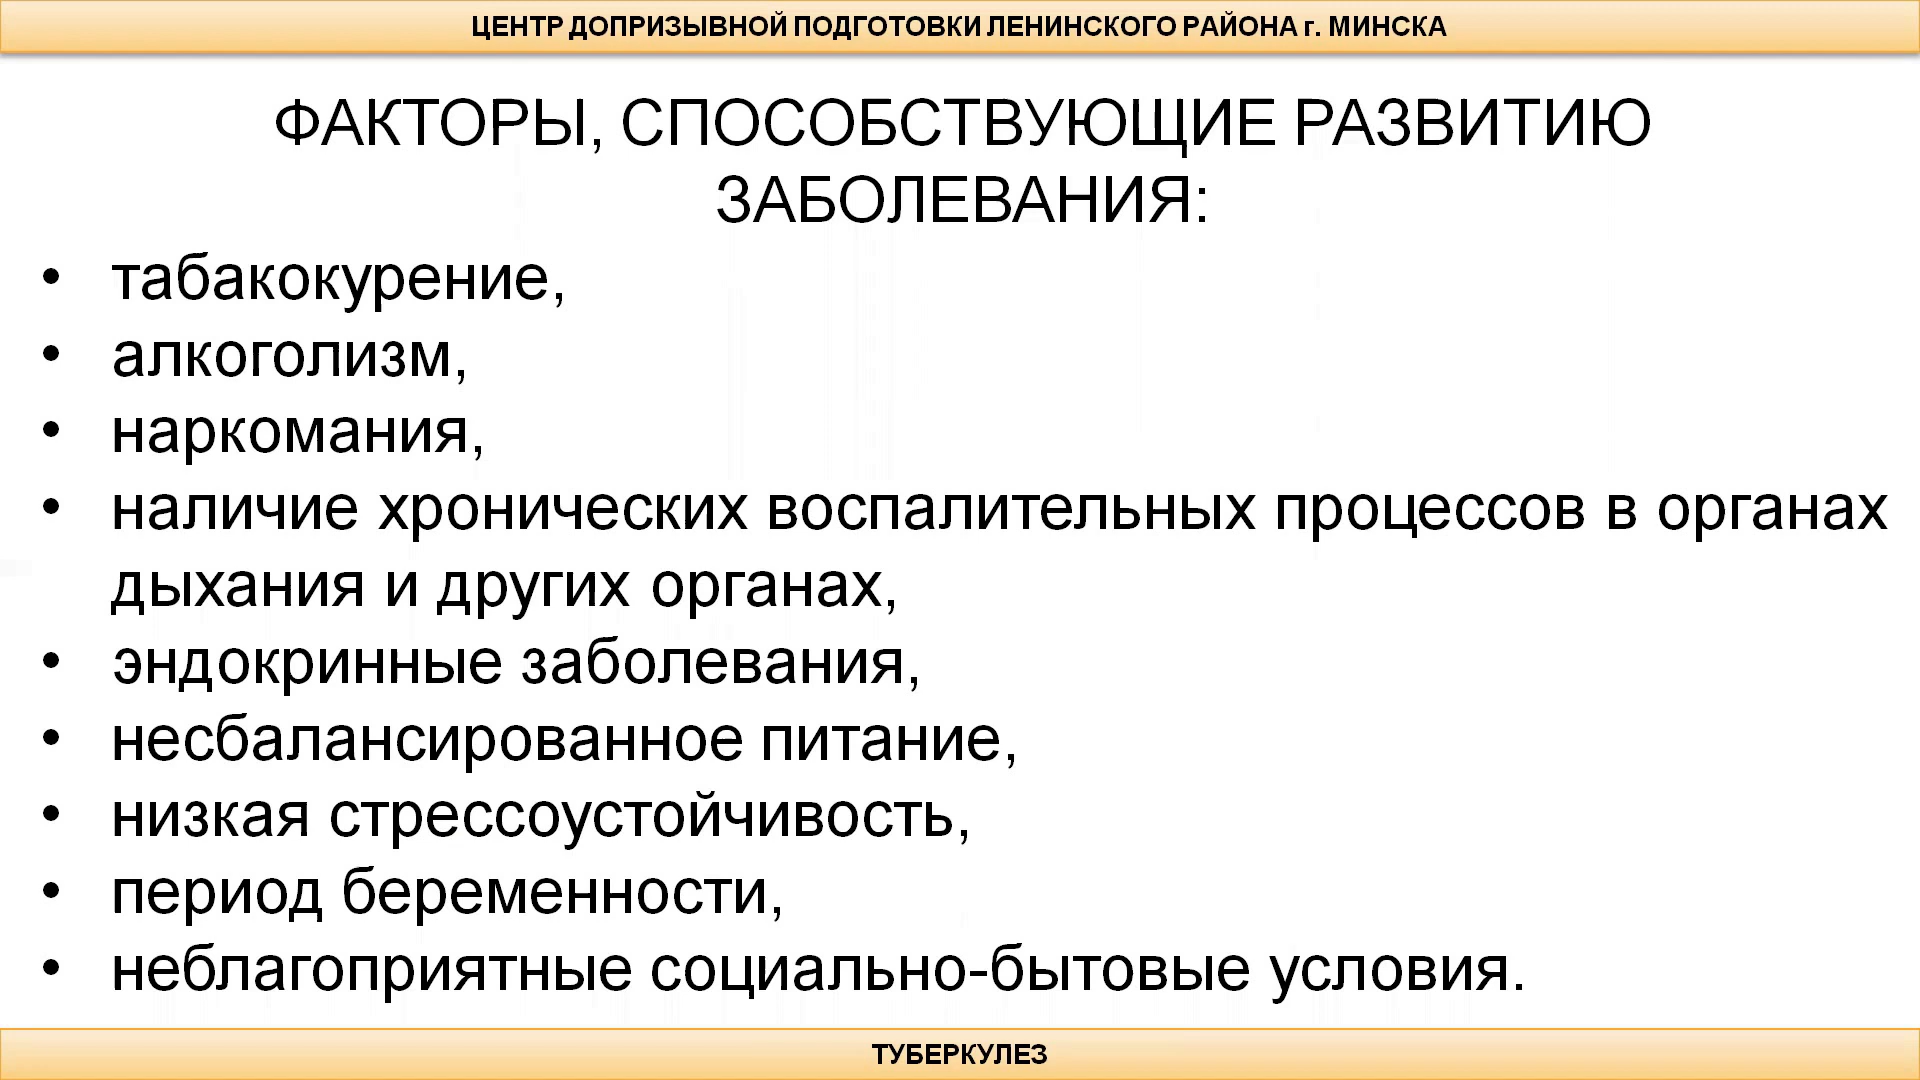 ЦЕНТР ДОПРИЗЫВНОЙ ПОДГОТОВКИ ЛЕНИНСКОГО РАЙОНА г. МИНСКА
ФАКТОРЫ, СПОСОБСТВУЮЩИЕ РАЗВИТИЮ
ЗАБОЛЕВАНИЯ:
• табакокурение,
• алкоголизм,
• наркомания,
• наличие хронических воспалительных процессов в органах
дыхания и других органах,
• эндокринные заболевания,
• несбалансированное питание,
• низкая стрессоустойчивость,
• период беременности,
• неблагоприятные социально-бытовые условия.
ТУБЕРКУЛЕЗ